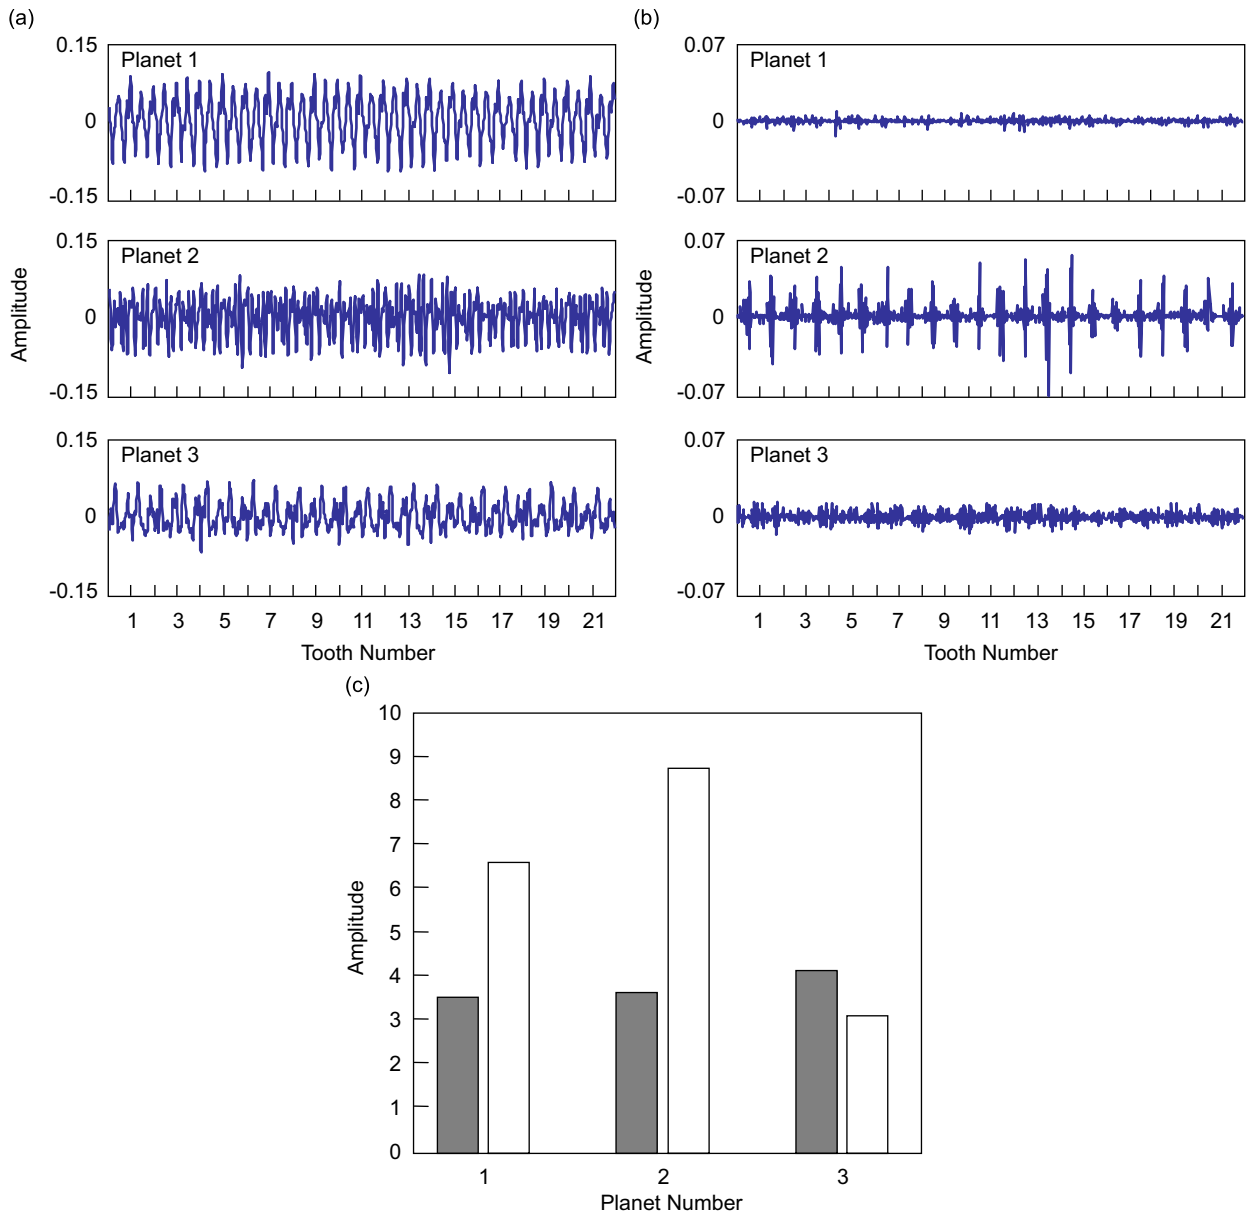 (a)
0.15
Planet 1
0
-0.15
0.15
Planet 2
0
-0.15
0.15
Planet 3
0
-0.15
Amplitude
1 3 5 7 9 11 13 15 17 19 21
Tooth Number
(b)
0.07
Planet 1
0
-0.07
0.07
Planet 2
0
-0.07
0.07
Planet 3
0
-0.07
Amplitude
1 3 5 7 9 11 13 15 17 19 21
Tooth Number
(c)
10
9
8
7
6
5
4
3
2
1
0
Amplitude
1 2 3
Planet Number